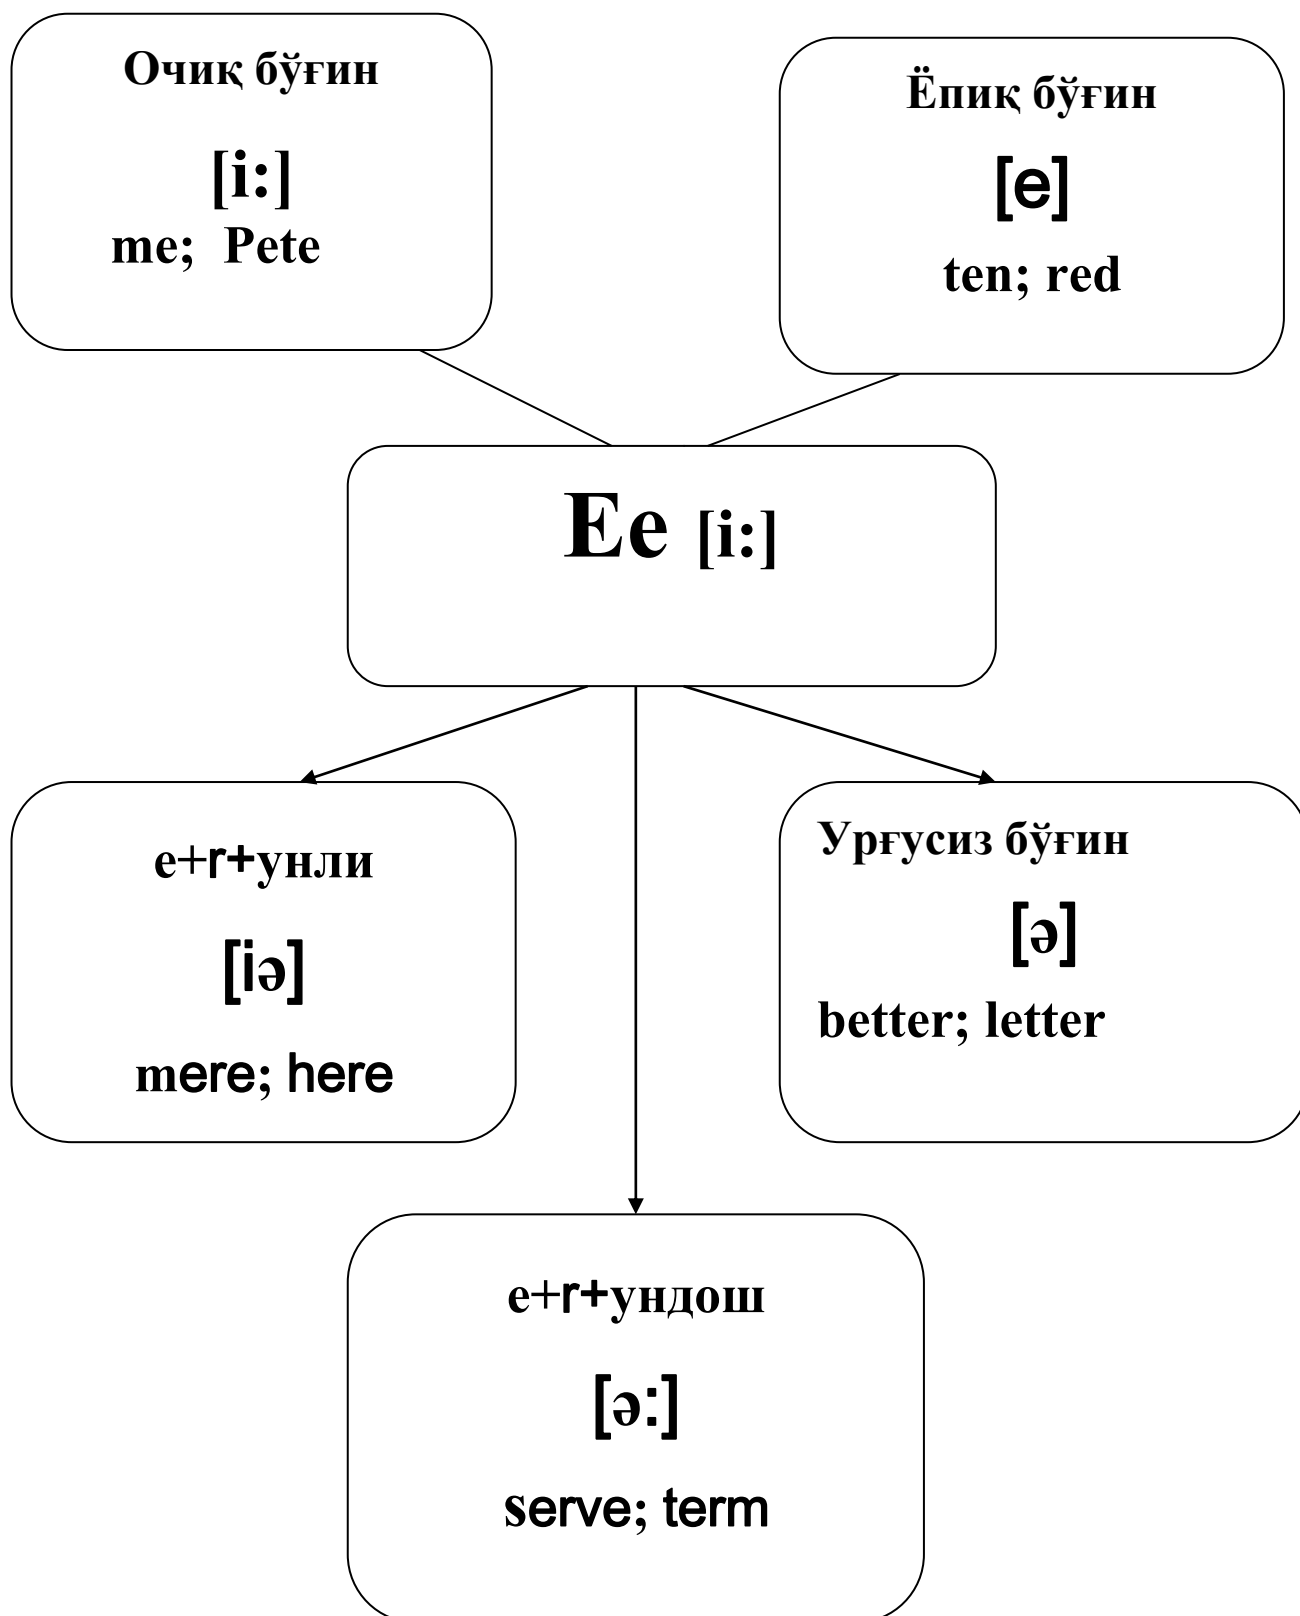 Очиқ бўғин
[i:]
me; Pete
Ёпиқ бўғин
[e]
ten; red
Ee [i:]
e+r+унли
[iə]
mere; here
Урғусиз бўғин
[ə]
better; letter
e+r+ундош
[ə:]
serve; term